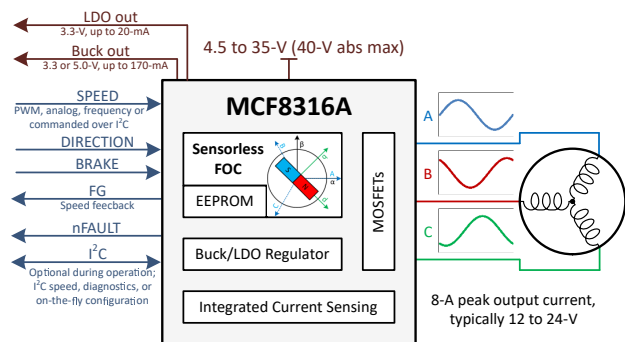 LDO out
3.3-V, up to 20-mA
Buck out
3.3 or 5.0-V, up to 170-mA
4.5 to 35-V (40-V abs max)
SPEED
PWM, analog, frequency or
commanded over I²C
DIRECTION
BRAKE
FG
Speed feecback
nFAULT
I²C
Optional during operation;
I²C speed, diagnostics, or
on-the-fly configuration
MCF8316A
Sensorless
FOC
EEPROM
β
A
α
B
C
d
q
S
N
MOSFETs
Buck/LDO Regulator
Integrated Current Sensing
A
B
C
8-A peak output current,
typically 12 to 24-V